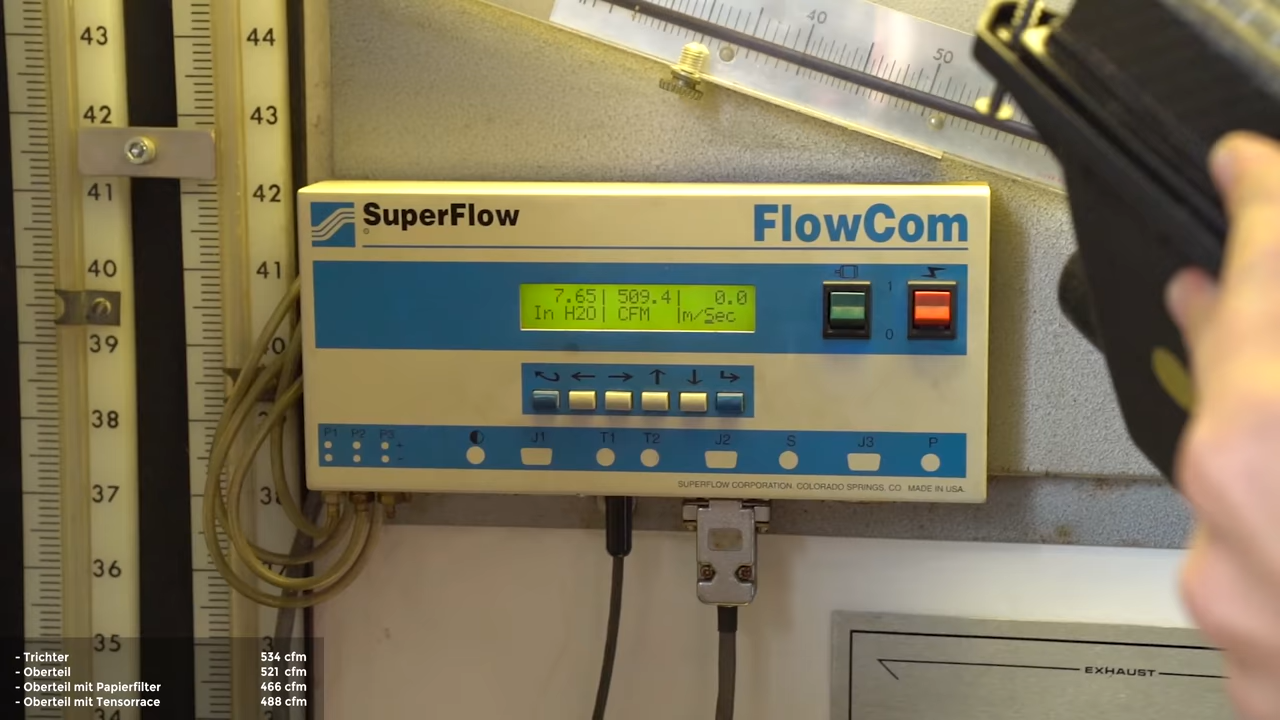 43
42
41
40
39
38
37
36
35
44
43
42
41
40
50
SuperFlow
FlowCom
7.65| 509.4| 0.0
In H2O| CFM |m/Sec
1
0
P1 P2 P3 J1 T1 T2 J2 S J3 P
SUPERFLOW CORPORATION, COLORADO SPRINGS, CO. MADE IN USA.
EXHAUST
- Trichter 534 cfm
- Oberteil 521 cfm
- Oberteil mit Papierfilter 466 cfm
- Oberteil mit Tensorrace 488 cfm